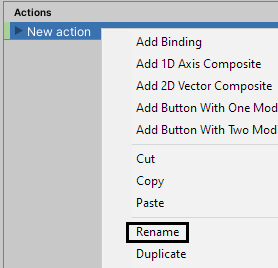 Actions
New action
Add Binding
Add 1D Axis Composite
Add 2D Vector Composite
Add Button With One Mod
Add Button With Two Mod
Cut
Copy
Paste
Rename
Duplicate